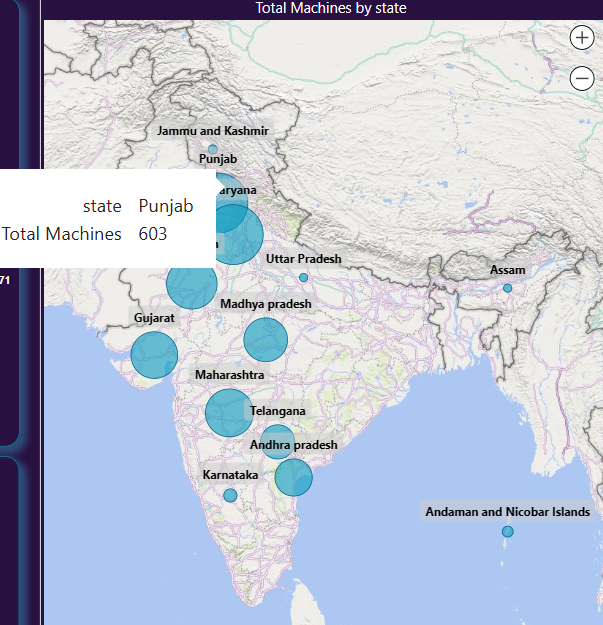 Total Machines by state
Jammu and Kashmir
Punjab
aryana
state Punjab
Total Machines 603
n
Uttar Pradesh
Assam
71
Madhya pradesh
Gujarat
Maharashtra
Telangana
Andhra pradesh
Karnataka
Andaman and Nicobar Islands